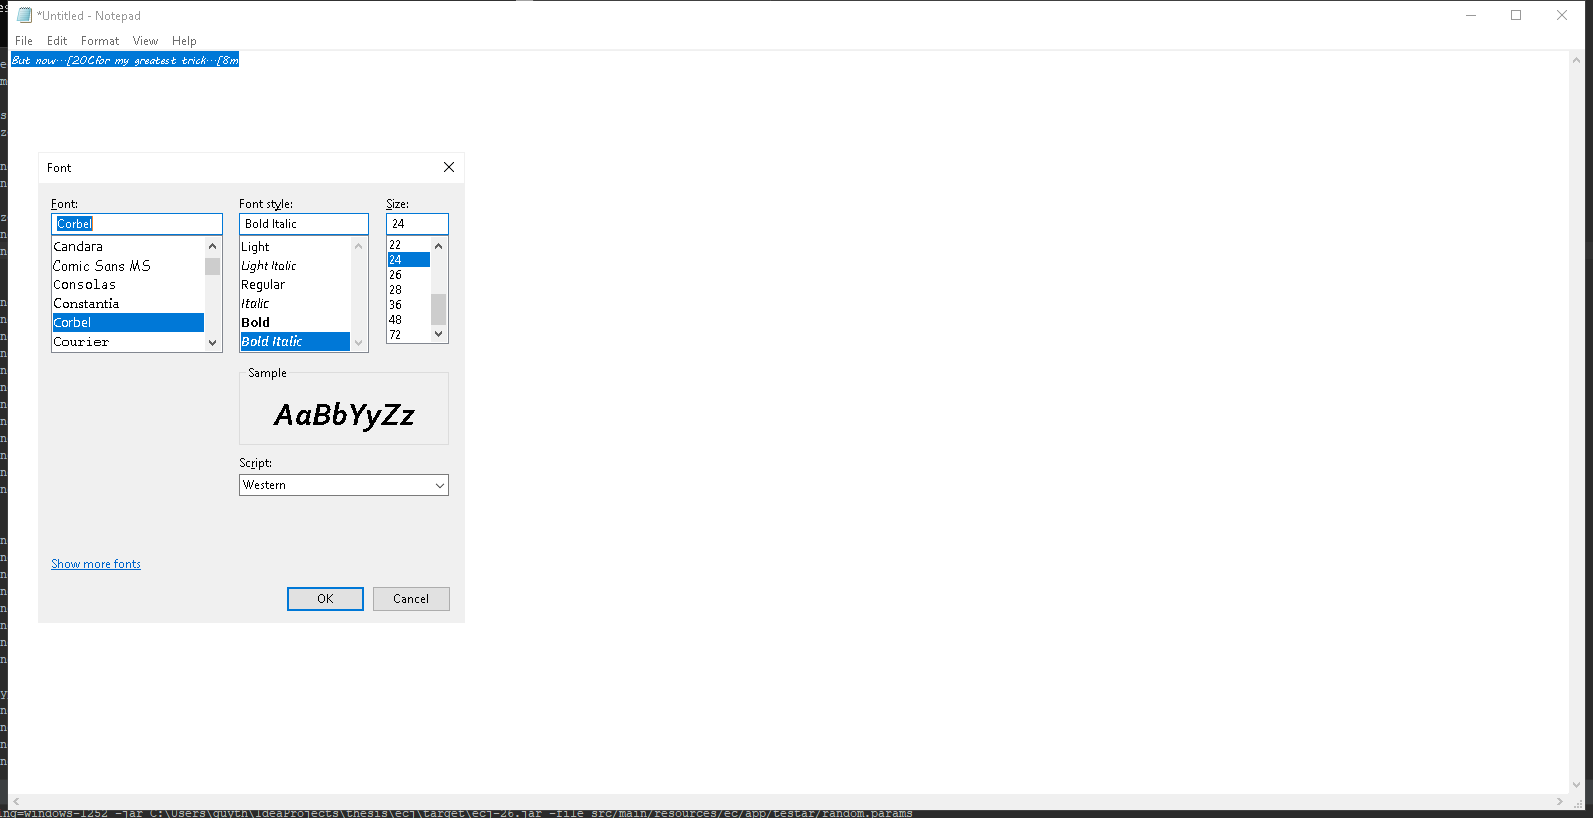 *Untitled - Notepad
File Edit Format View Help
But now...[20Cfor my greatest trick...[8m
Font
Font: Font style: Size:
Corbel Bold Italic 24
Candara
Comic Sans MS
Consolas
Constantia
Corbel
Courier
Light
Light Italic
Regular
Italic
Bold
Bold Italic
22
24
26
28
36
48
72
Sample
AaBbYyZz
Script:
Western
Show more fonts
OK Cancel
ing=windows-1252 -jar C:\Users\guyth\IdeaProjects\thesis\ecj\target\ecj-26.jar -file src/main/resources/ec/app/testar/random.params